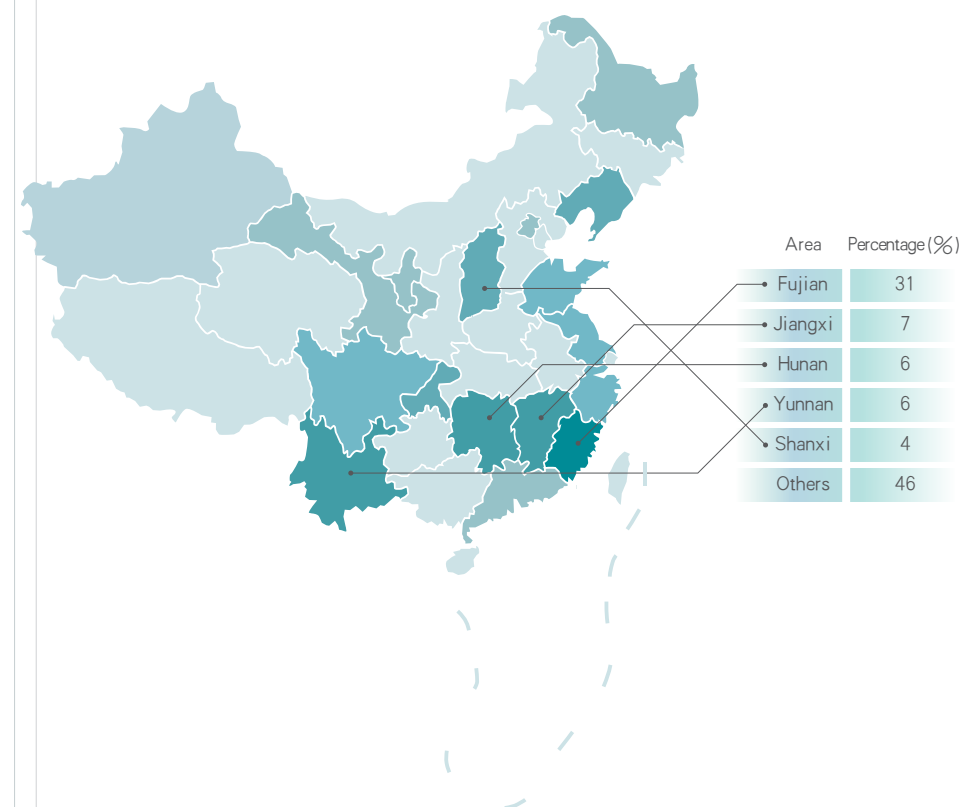 Area Percentage (%)
Fujian 31
Jiangxi 7
Hunan 6
Yunnan 6
Shanxi 4
Others 46